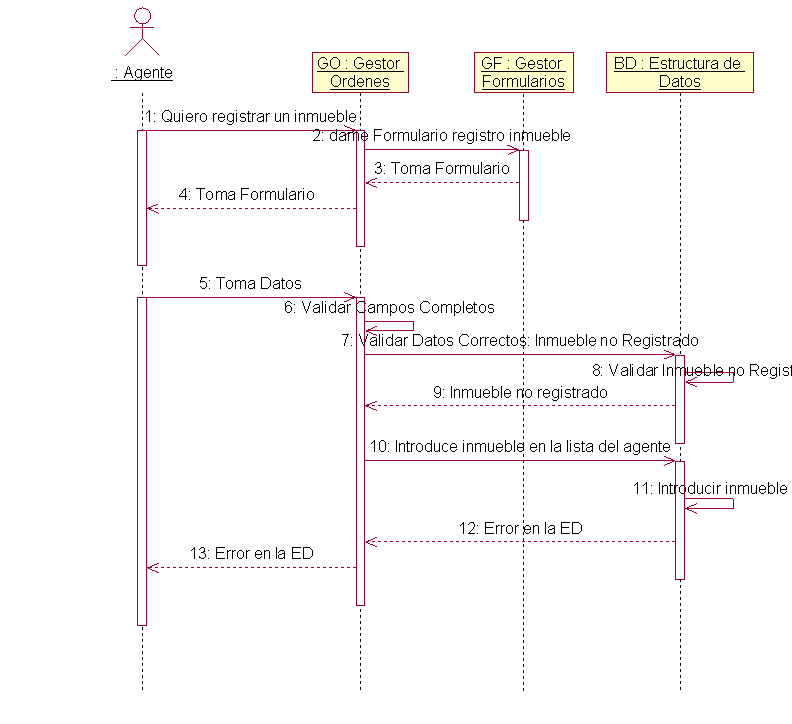 : Agente
GO : Gestor
Ordenes
GF : Gestor
Formularios
BD : Estructura de
Datos
1: Quiero registrar un inmueble
2: dame Formulario registro inmueble
3: Toma Formulario
4: Toma Formulario
5: Toma Datos
6: Validar Campos Completos
7: Validar Datos Correctos: Inmueble no Registrado
8: Validar Inmueble no Regist
9: Inmueble no registrado
10: Introduce inmueble en la lista del agente
11: Introducir inmueble
12: Error en la ED
13: Error en la ED